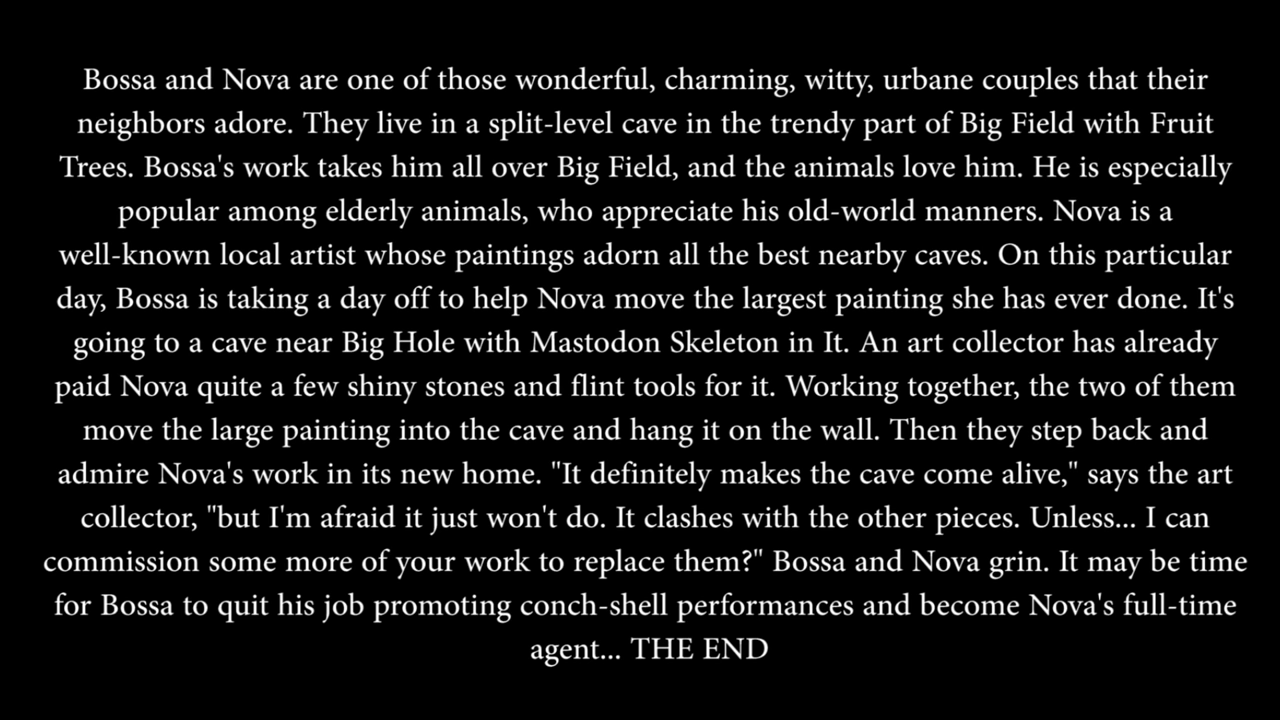 Bossa and Nova are one of those wonderful, charming, witty, urbane couples that their
neighbors adore. They live in a split-level cave in the trendy part of Big Field with Fruit
Trees. Bossa's work takes him all over Big Field, and the animals love him. He is especially
popular among elderly animals, who appreciate his old-world manners. Nova is a
well-known local artist whose paintings adorn all the best nearby caves. On this particular
day, Bossa is taking a day off to help Nova move the largest painting she has ever done. It's
going to a cave near Big Hole with Mastodon Skeleton in It. An art collector has already
paid Nova quite a few shiny stones and flint tools for it. Working together, the two of them
move the large painting into the cave and hang it on the wall. Then they step back and
admire Nova's work in its new home. "It definitely makes the cave come alive," says the art
collector, "but I'm afraid it just won't do. It clashes with the other pieces. Unless... I can
commission some more of your work to replace them?" Bossa and Nova grin. It may be time
for Bossa to quit his job promoting conch-shell performances and become Nova's full-time
agent... THE END